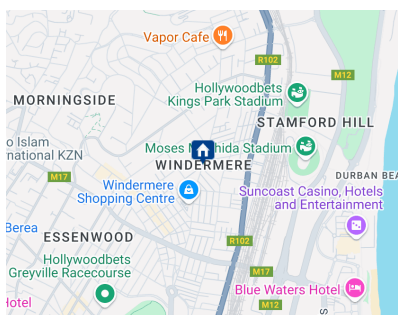 Vapor Cafe
R102
M12
Hollywoodbets
Kings Park Stadium
MORNINGSIDE
STAMFORD HILL
o Islam
national KZN
Moses M hida Stadium
WINDERMERE
M17
DURBAN BEA
Windermere
Shopping Centre
Suncoast Casino, Hotels
and Entertainment
Berea
ESSENWOOD
R102
Hollywoodbets
Greyville Racecourse
M17
Blue Waters Hotel
Hotel
M12